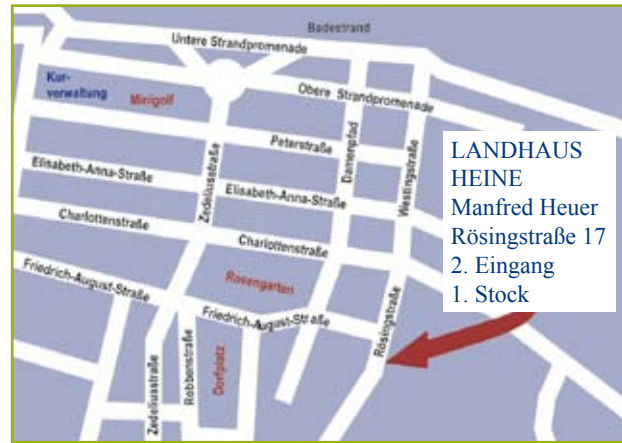 Badestrand
Untere Strandpromenade
Kur-
verwaltung
Minigolf
Obere Strandpromenade
Peterstraße
Damenpfad
Westingstraße
Zedeliusstraße
Elisabeth-Anna-Straße
Elisabeth-Anna-Straße
Charlottenstraße
Charlottenstraße
Friedrich-August-Straße
Rosengarten
Friedrich-August-Straße
Rösingstraße
Zedeliusstraße
Robbenstraße
Dorfplatz
LANDHAUS
HEINE
Manfred Heuer
Rösingstraße 17
2. Eingang
1. Stock